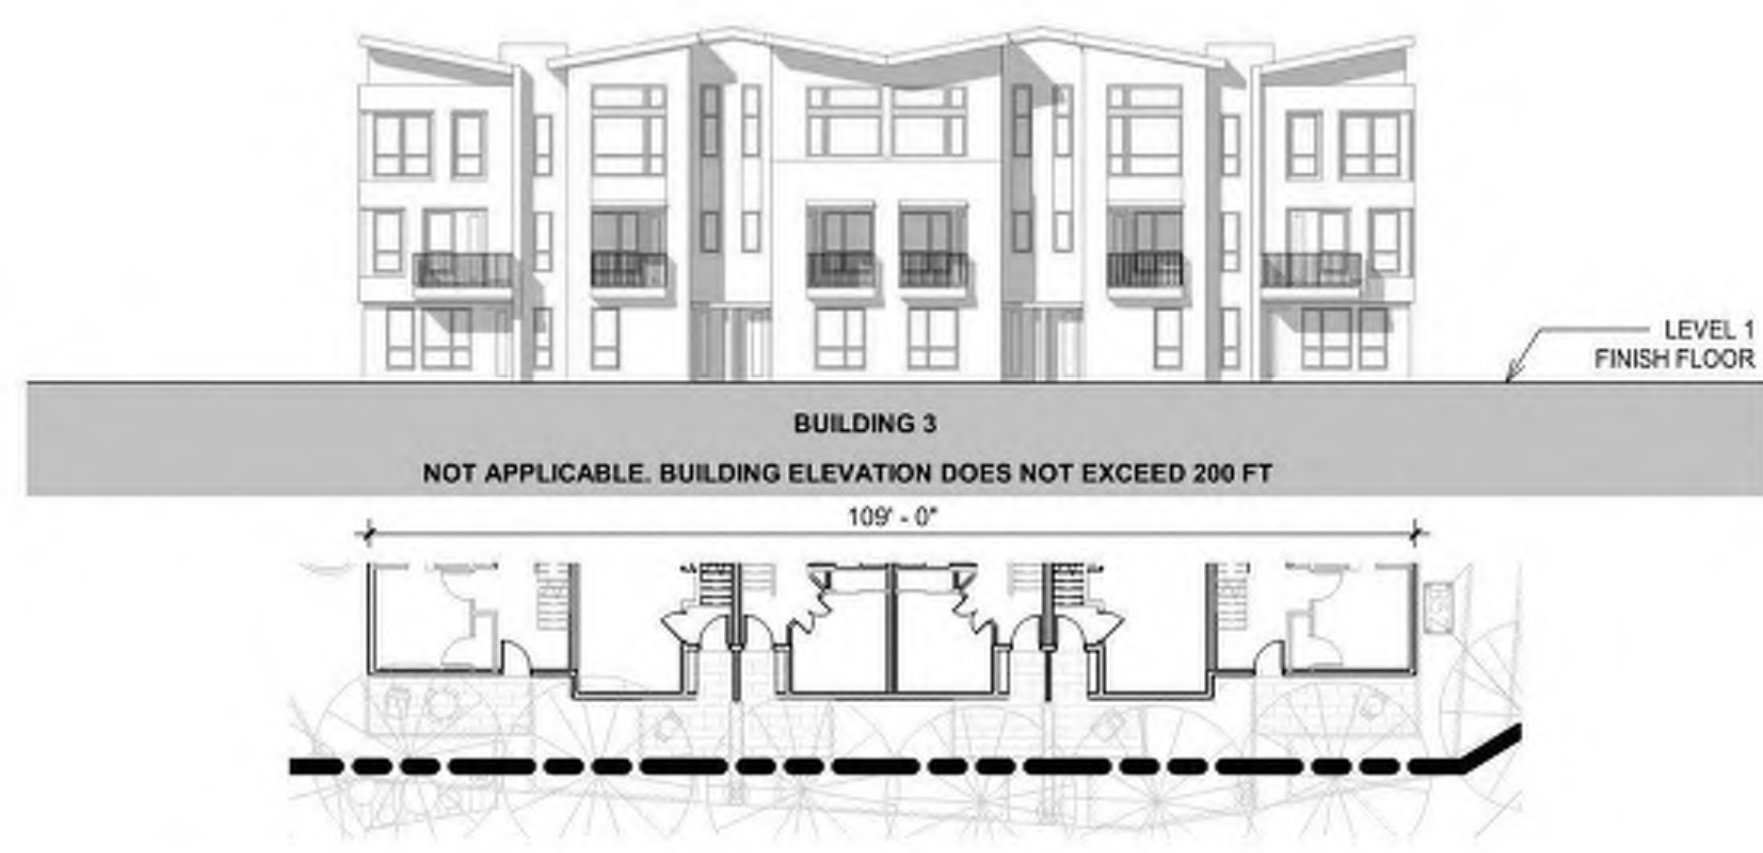 LEVEL 1
FINISH FLOOR
BUILDING 3
NOT APPLICABLE. BUILDING ELEVATION DOES NOT EXCEED 200 FT
109' - 0"